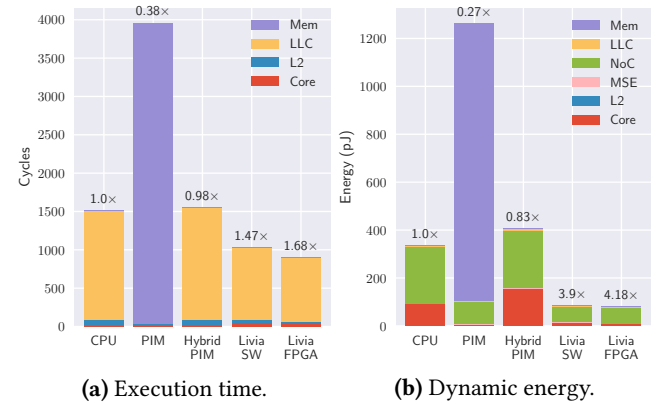 0.38×
4000
3500
3000
2500
2000
1500
1000
500
0
Cycles
Mem
LLC
L2
Core
1.0×
0.98×
1.47×
1.68×
CPU
PIM
Hybrid
PIM
Livia
SW
Livia
FPGA
(a) Execution time.
0.27×
1200
1000
800
600
400
200
0
Energy (pJ)
Mem
LLC
NoC
MSE
L2
Core
1.0×
0.83×
3.9×
4.18×
CPU
PIM
Hybrid
PIM
Livia
SW
Livia
FPGA
(b) Dynamic energy.